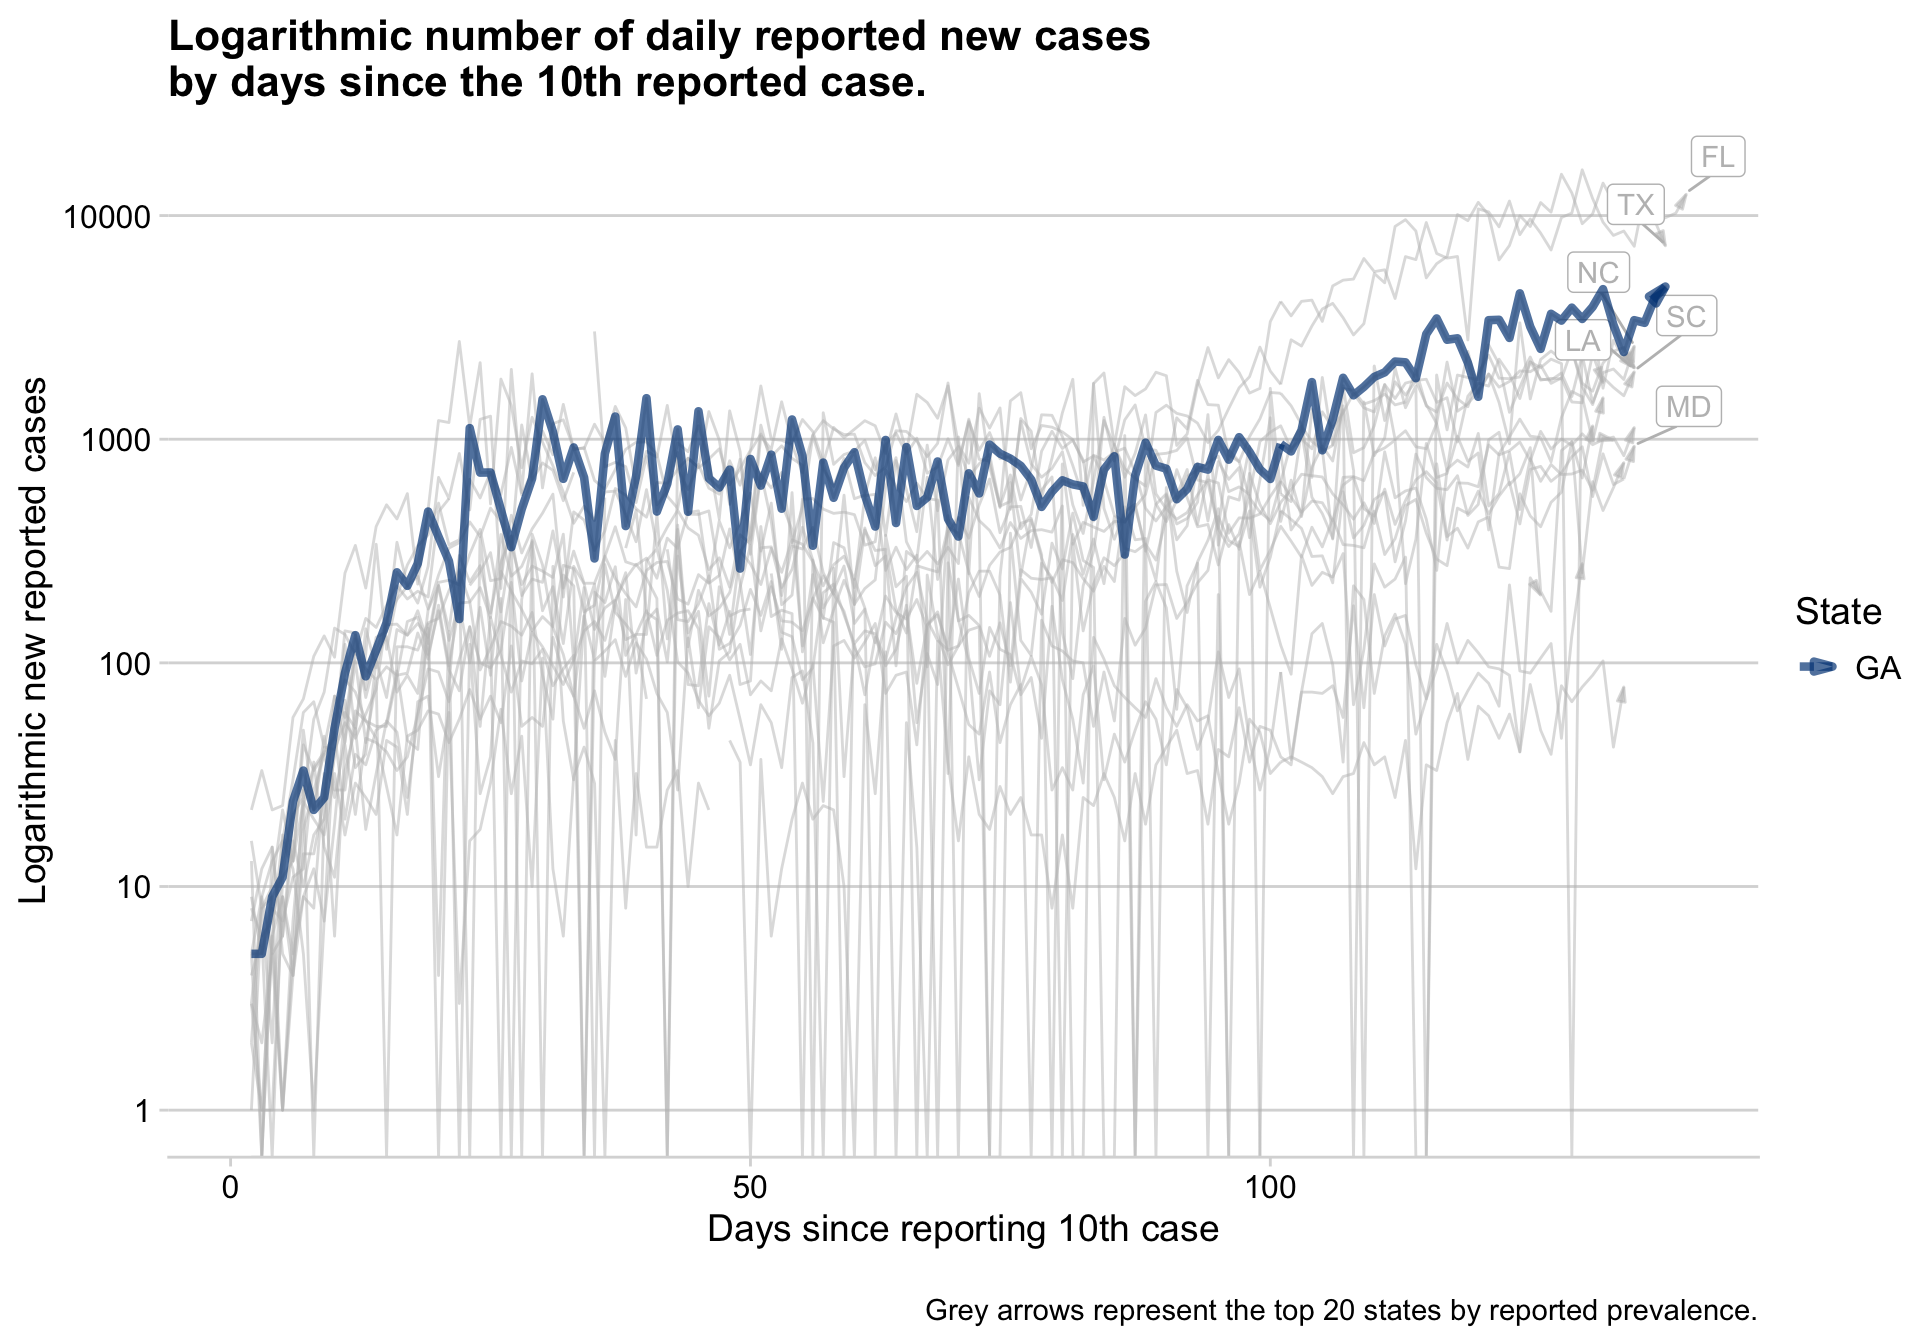 Logarithmic number of daily reported new cases
by days since the 10th reported case.
FL
TX
10000
NC
SC
LA
MD
1000
Logarithmic new reported cases
State
GA
100
10
1
0
50
100
Days since reporting 10th case
Grey arrows represent the top 20 states by reported prevalence.